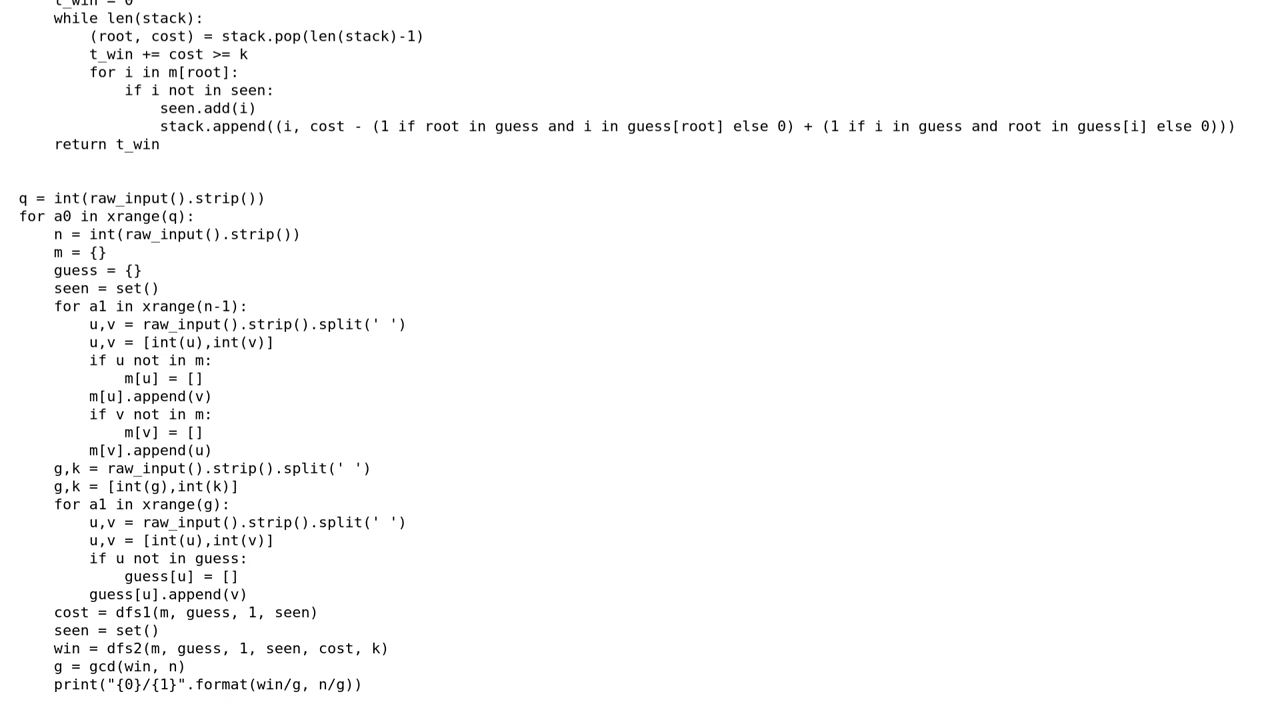 t_win = 0
    while len(stack):
        (root, cost) = stack.pop(len(stack)-1)
        t_win += cost >= k
        for i in m[root]:
            if i not in seen:
                seen.add(i)
                stack.append((i, cost - (1 if root in guess and i in guess[root] else 0) + (1 if i in guess and root in guess[i] else 0)))
    return t_win


q = int(raw_input().strip())
for a0 in xrange(q):
    n = int(raw_input().strip())
    m = {}
    guess = {}
    seen = set()
    for a1 in xrange(n-1):
        u,v = raw_input().strip().split(' ')
        u,v = [int(u),int(v)]
        if u not in m:
            m[u] = []
        m[u].append(v)
        if v not in m:
            m[v] = []
        m[v].append(u)
    g,k = raw_input().strip().split(' ')
    g,k = [int(g),int(k)]
    for a1 in xrange(g):
        u,v = raw_input().strip().split(' ')
        u,v = [int(u),int(v)]
        if u not in guess:
            guess[u] = []
        guess[u].append(v)
    cost = dfs1(m, guess, 1, seen)
    seen = set()
    win = dfs2(m, guess, 1, seen, cost, k)
    g = gcd(win, n)
    print("{0}/{1}".format(win/g, n/g))